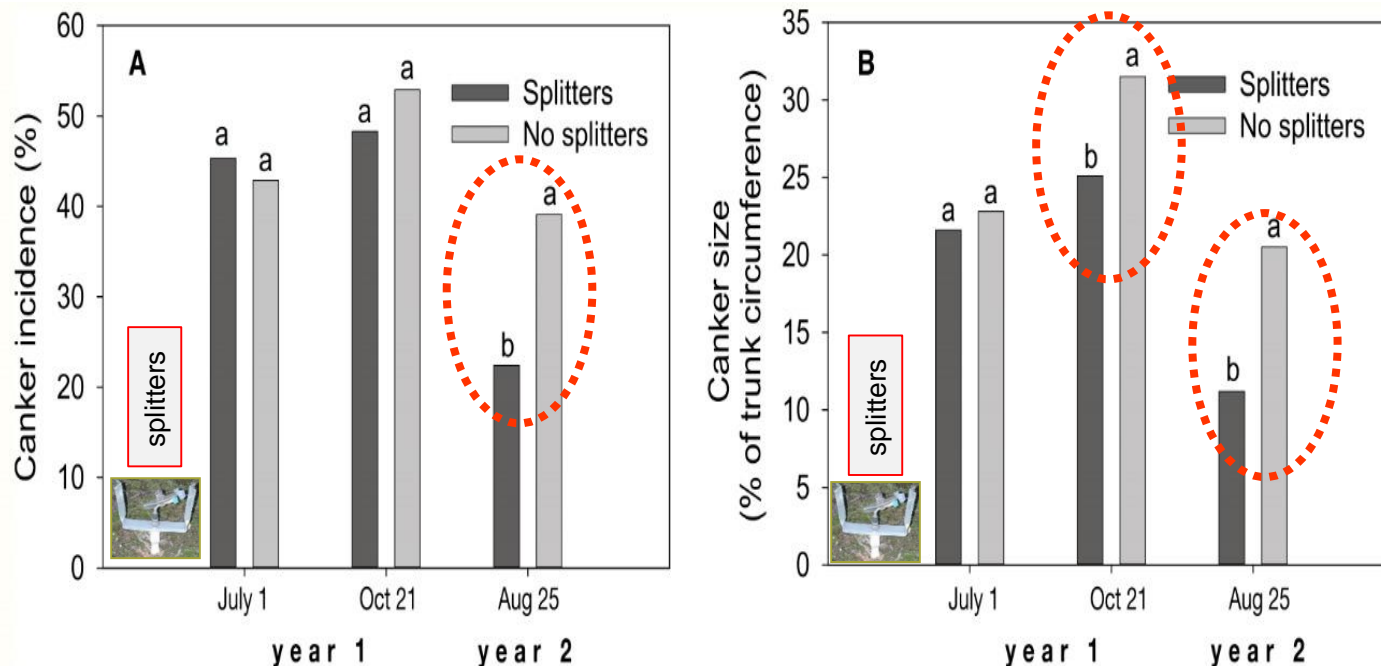 A
Splitters
No splitters
Canker incidence (%)
60
50
40
30
20
10
0
a
a
a
a
b
a
splitters
July 1
Oct 21
Aug 25
year 1
year 2
B
Splitters
No splitters
Canker size
(% of trunk circumference)
35
30
25
20
15
10
5
0
a
a
b
a
b
a
splitters
July 1
Oct 21
Aug 25
year 1
year 2